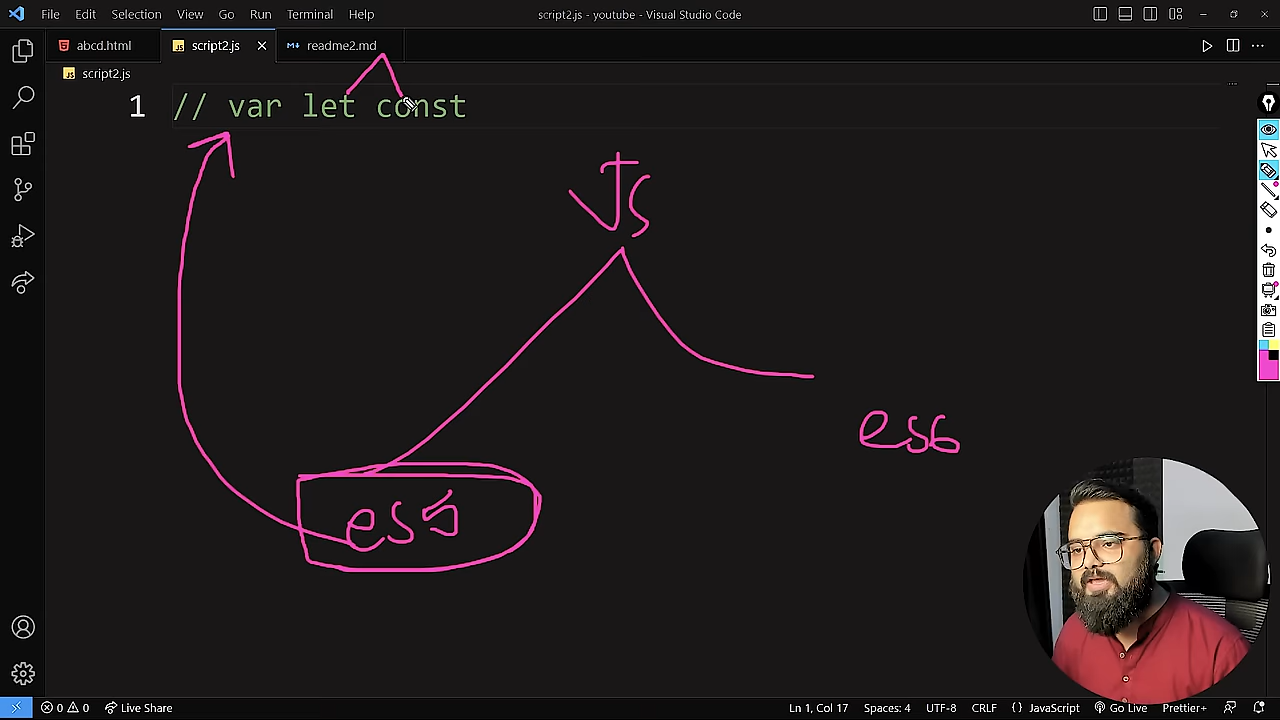 File Edit Selection View Go Run Terminal Help script2.js - youtube - Visual Studio Code
abcd.html JS script2.js readme2.md
JS script2.js
1 // var let const
JS
es6
es5
0 0 Live Share Ln 1, Col 17 Spaces: 4 UTF-8 CRLF {} JavaScript Go Live Prettier+